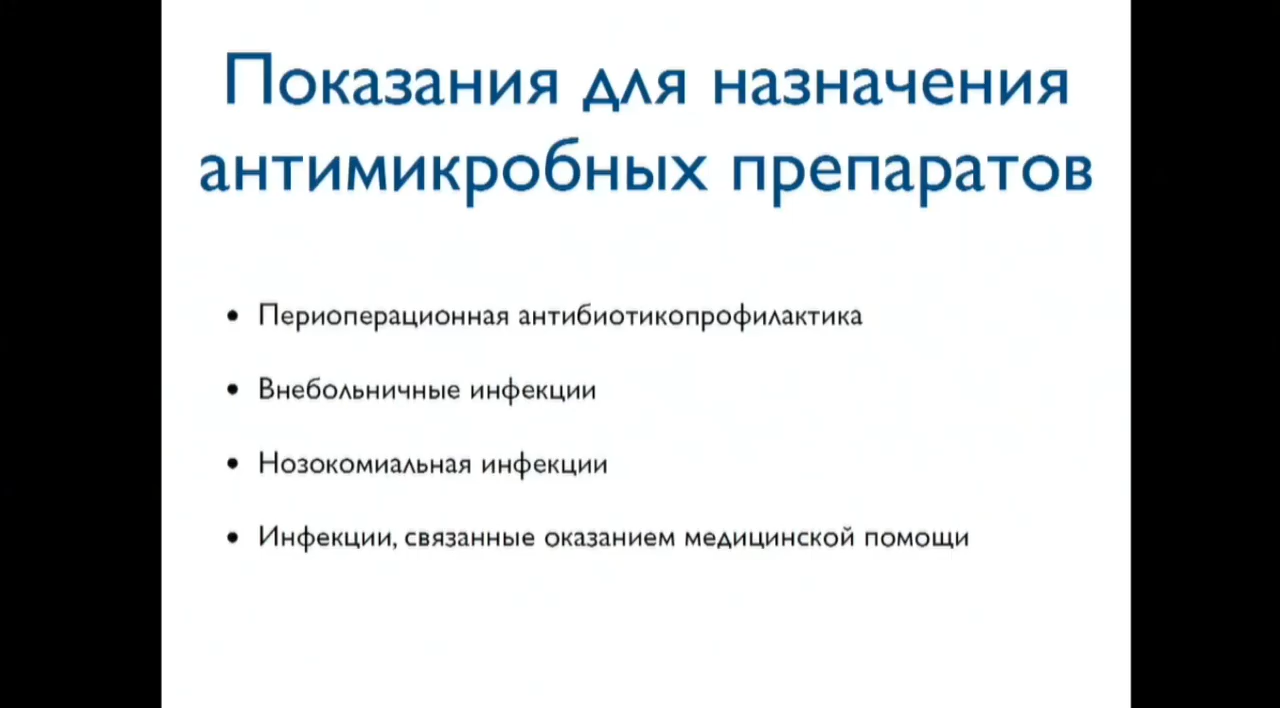 Показания для назначения
антимикробных препаратов
• Периоперационная антибиотикопрофилактика
• Внебольничные инфекции
• Нозокомиальная инфекции
• Инфекции, связанные оказанием медицинской помощи